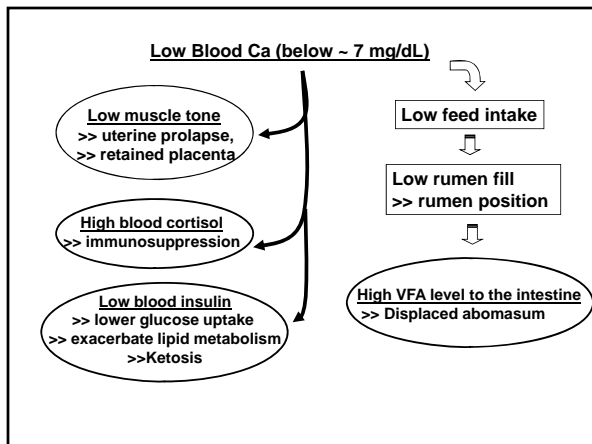 Low Blood Ca (below ~ 7 mg/dL)
Low muscle tone
>> uterine prolapse,
>> retained placenta
High blood cortisol
>> immunosuppression
Low blood insulin
>> lower glucose uptake
>> exacerbate lipid metabolism
>>Ketosis
Low feed intake
Low rumen fill
>> rumen position
High VFA level to the intestine
>> Displaced abomasum